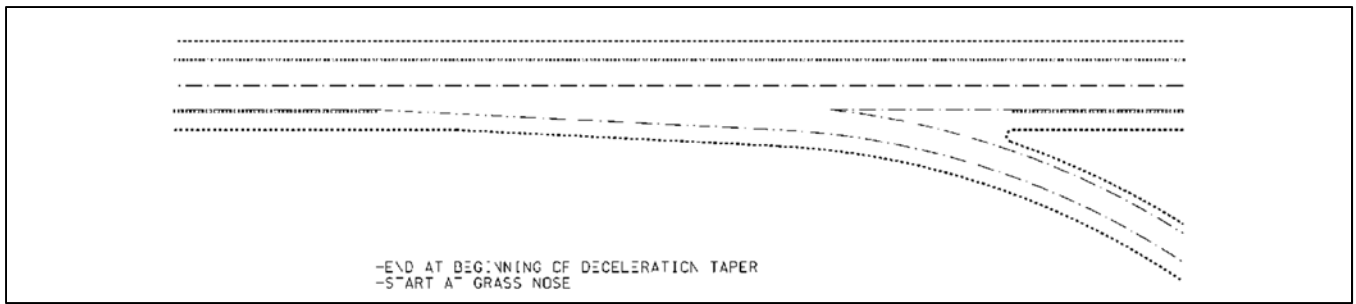 -END AT BEGINNING OF DECELERATION TAPER
-START AT GRASS NOSE